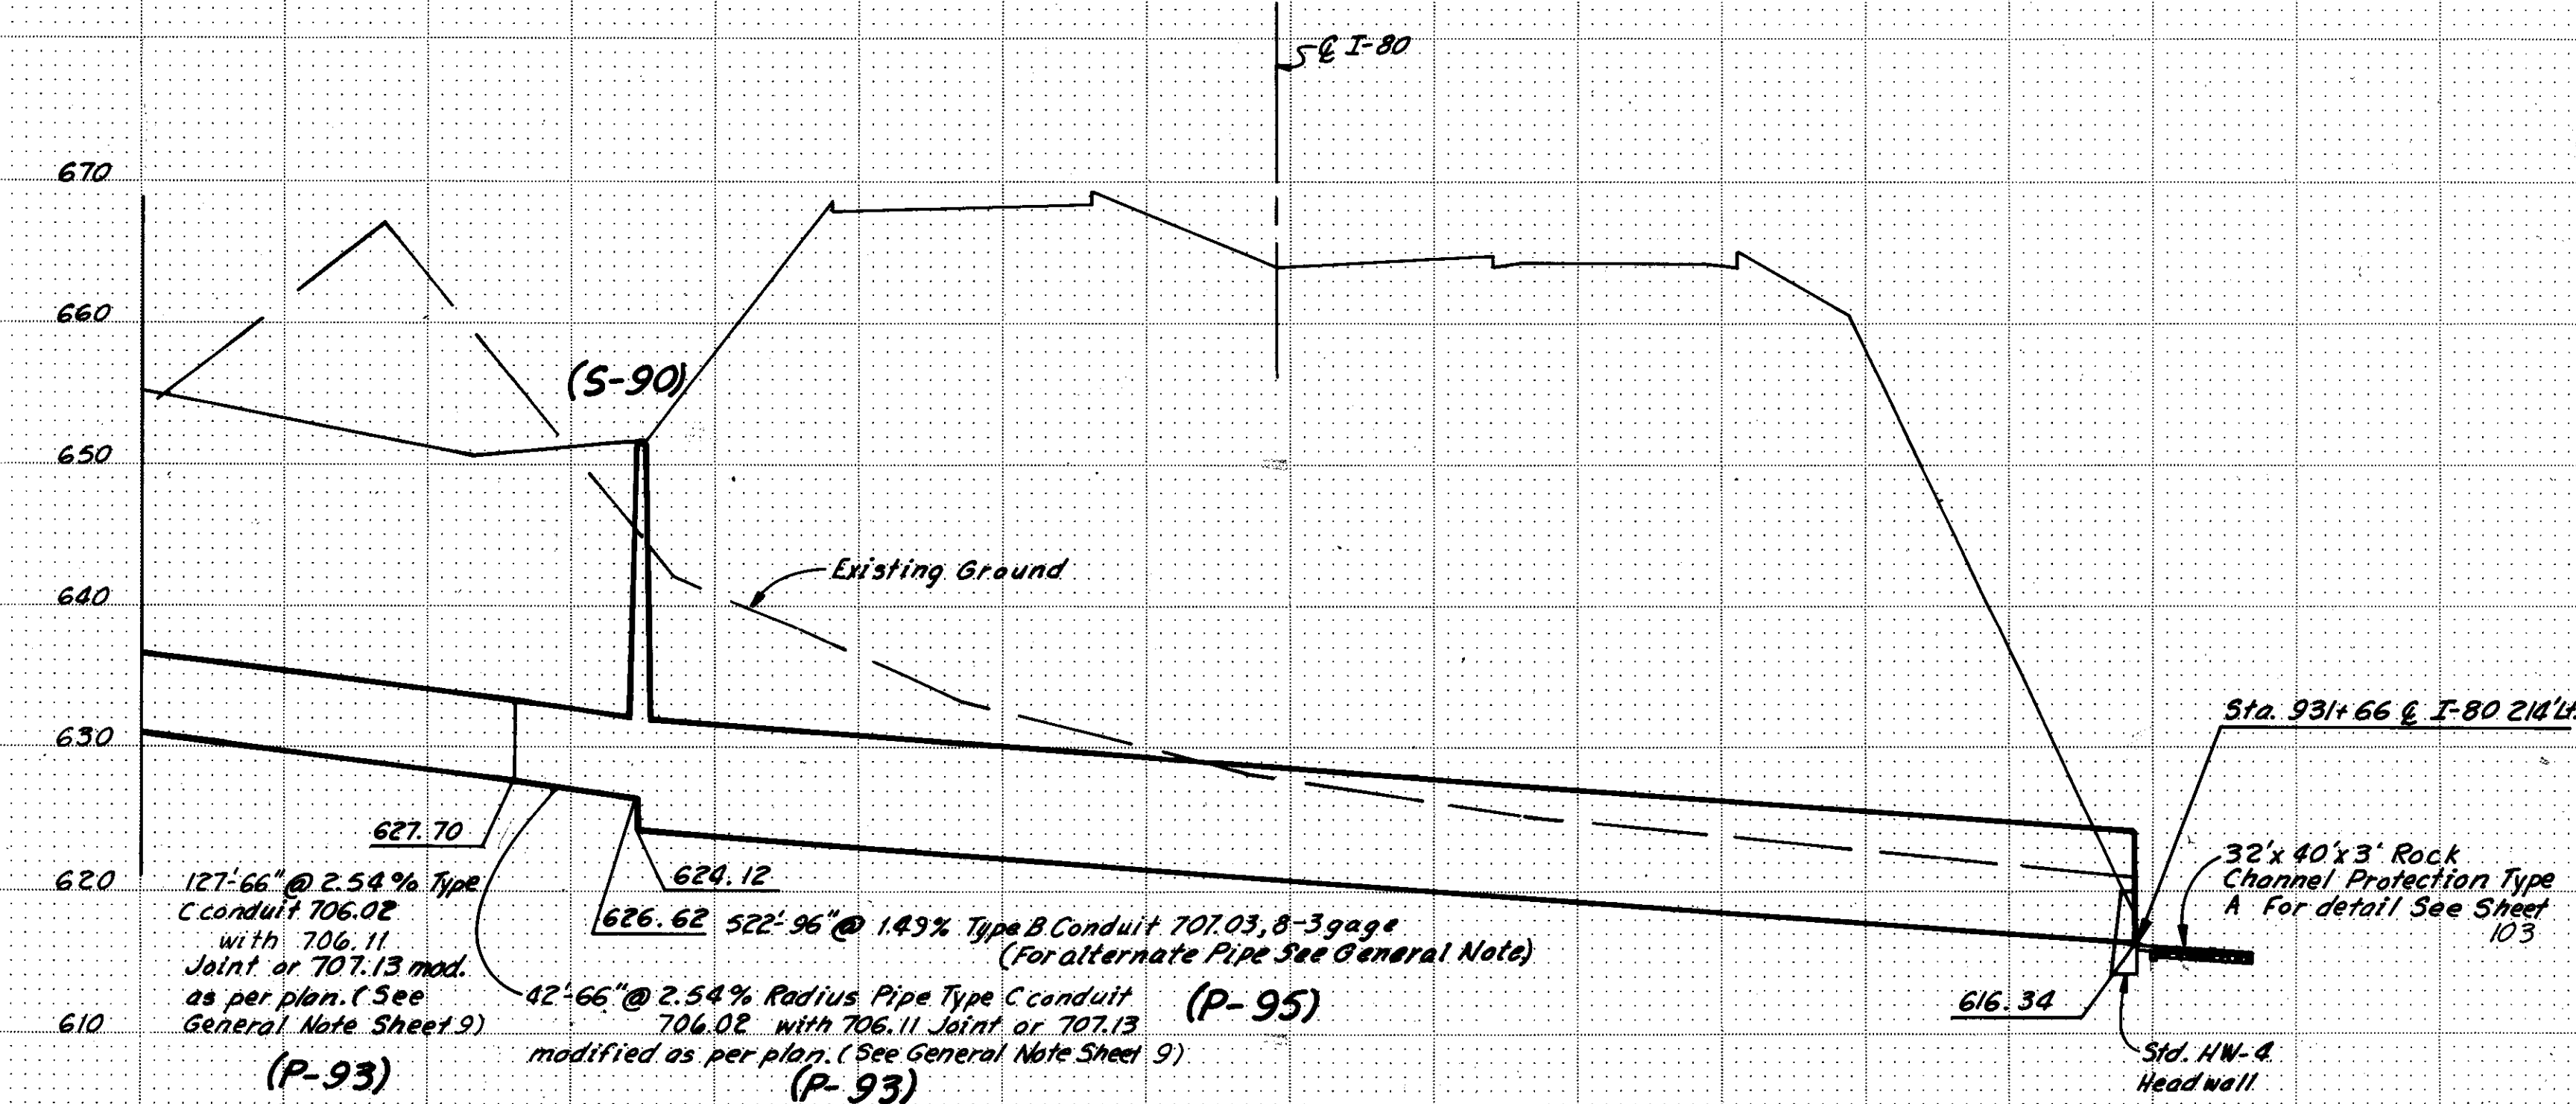 ℄ I-80
670
660
650
640
630
620
610
(S-90)
Existing Ground
Sta. 931+66 ℄ I-80 214'Lt.
627.70
624.12
626.62
522'-96"@ 1.49% Type B Conduit 707.03, 8-3 gage
(For alternate Pipe See General Note)
(P-95)
127'-66"@ 2.54% Type
C conduit 706.02
with 706.11
Joint or 707.13 mod.
as per plan. (See
General Note Sheet 9)
(P-93)
42'-66"@ 2.54% Radius Pipe Type C conduit
706.02 with 706.11 Joint or 707.13
modified as per plan. (See General Note Sheet 9)
(P-93)
32'x 40'x 3' Rock
Channel Protection Type
A For detail See Sheet
103
616.34
Std. HW-4
Headwall